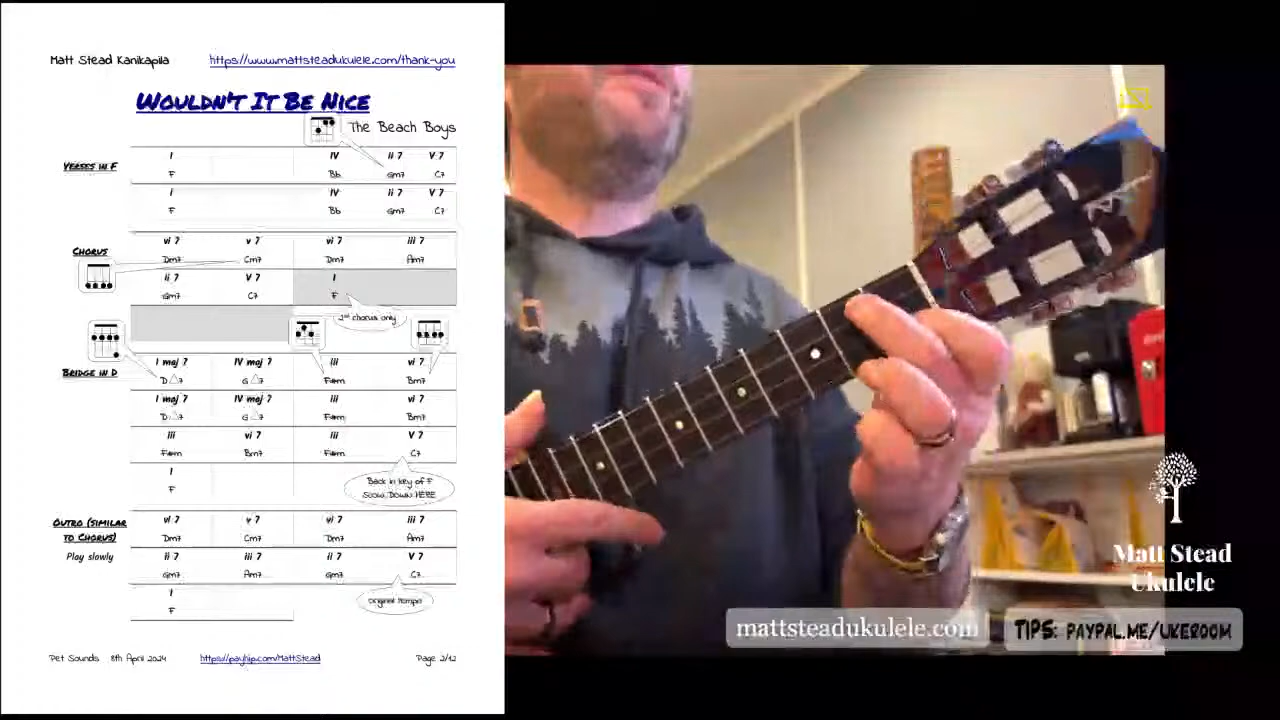 Matt Stead Kanikapila https://www.mattsteadukulele.com/thank-you
Wouldn't It Be Nice
The Beach Boys
Verses in F
I IV ii 7 V 7
F Bb Gm7 C7
I IV ii 7 V 7
F Bb Gm7 C7
Chorus
vi 7 v 7 vi 7 iii 7
Dm7 Cm7 Dm7 Am7
ii 7 V 7 I
Gm7 C7 F
1st chorus only
Bridge in D
I maj 7 IV maj 7 iii vi 7
D△7 G△7 F#m Bm7
I maj 7 IV maj 7 iii vi 7
D△7 G△7 F#m Bm7
iii vi 7 iii V 7
F#m Bm7 F#m C7
I
F
Back in key of F
SLOW DOWN HERE
Outro (similar to Chorus)
Play slowly
vi 7 v 7 vi 7 iii 7
Dm7 Cm7 Dm7 Am7
ii 7 iii 7 ii 7 V 7
Gm7 Am7 Gm7 C7
original tempo
I
F
Pet Sounds 8th April 2024 https://payhip.com/MattStead Page 2/42
Matt Stead
Ukulele
mattsteadukulele.com
TIPS: PAYPAL.ME/UKEROOM